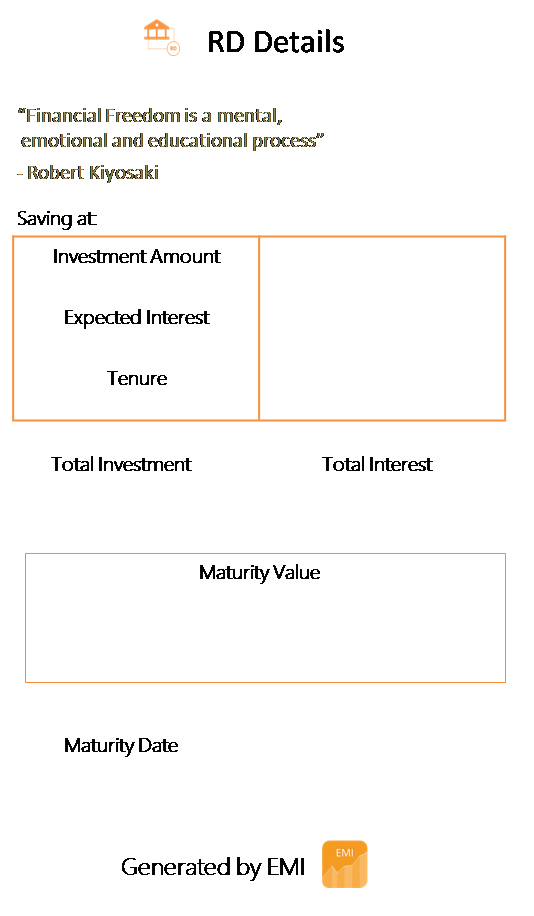 RD
RD Details
“Financial Freedom is a mental,
emotional and educational process”
- Robert Kiyosaki
Saving at:
Investment Amount
Expected Interest
Tenure
Total Investment Total Interest
Maturity Value
Maturity Date
Generated by EMI
EMI